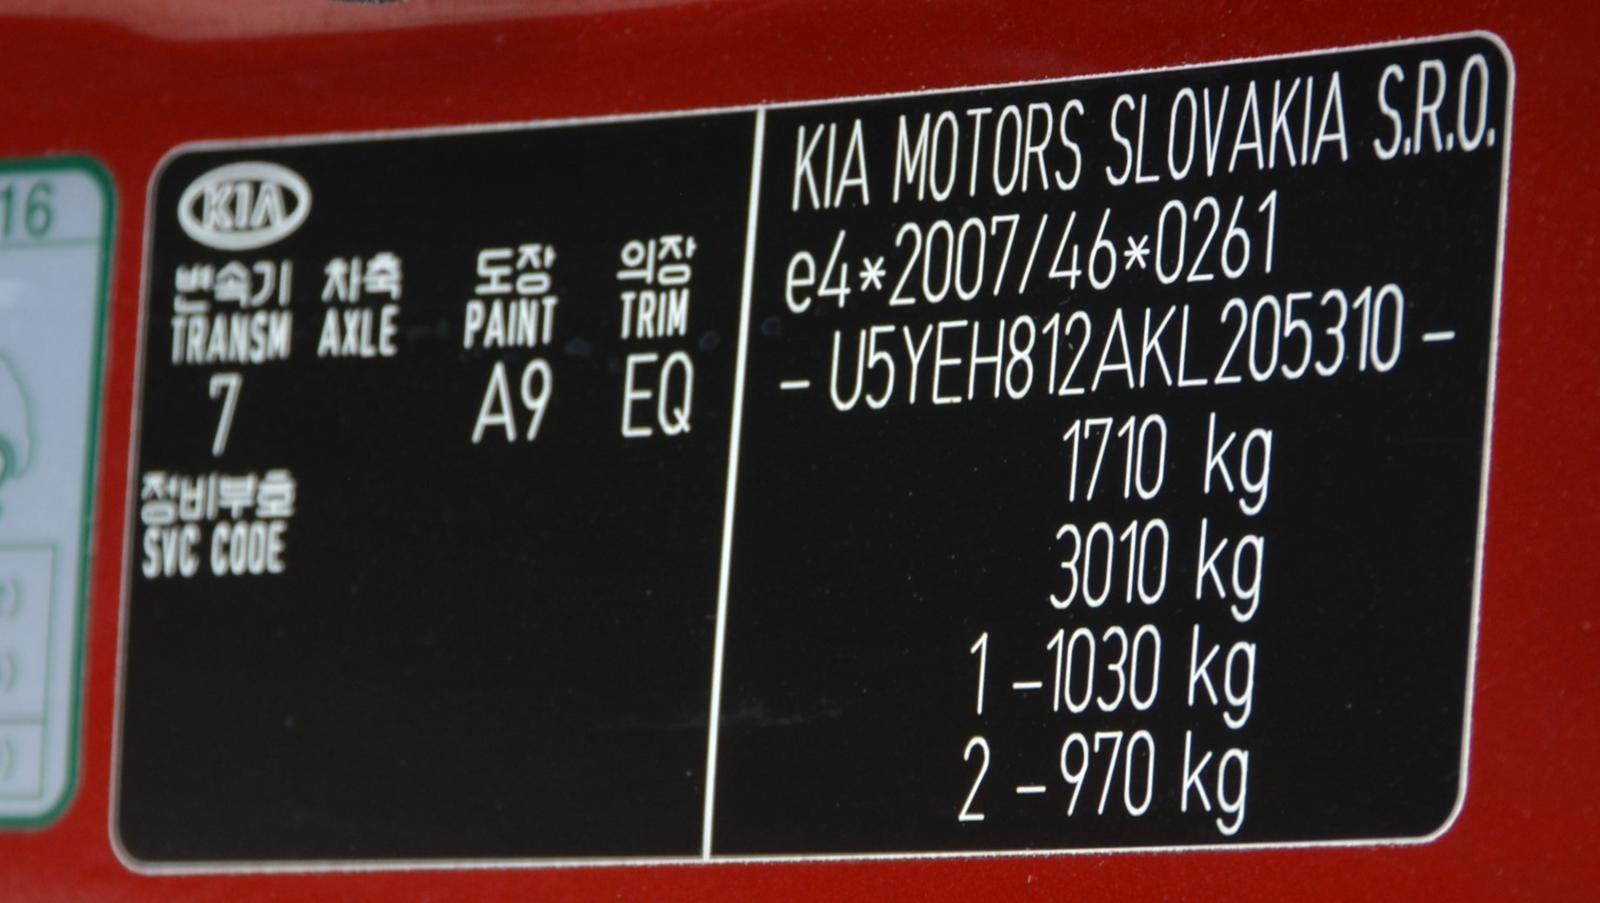 16
KIA
변속기 차축 도장 의장
TRANSM AXLE PAINT TRIM
7 A9 EQ
정비부호
SVC CODE
KIA MOTORS SLOVAKIA S.R.O.
e4*2007/46*0261
- U5YEH812AKL205310 -
1710 kg
3010 kg
1 -1030 kg
2 -970 kg